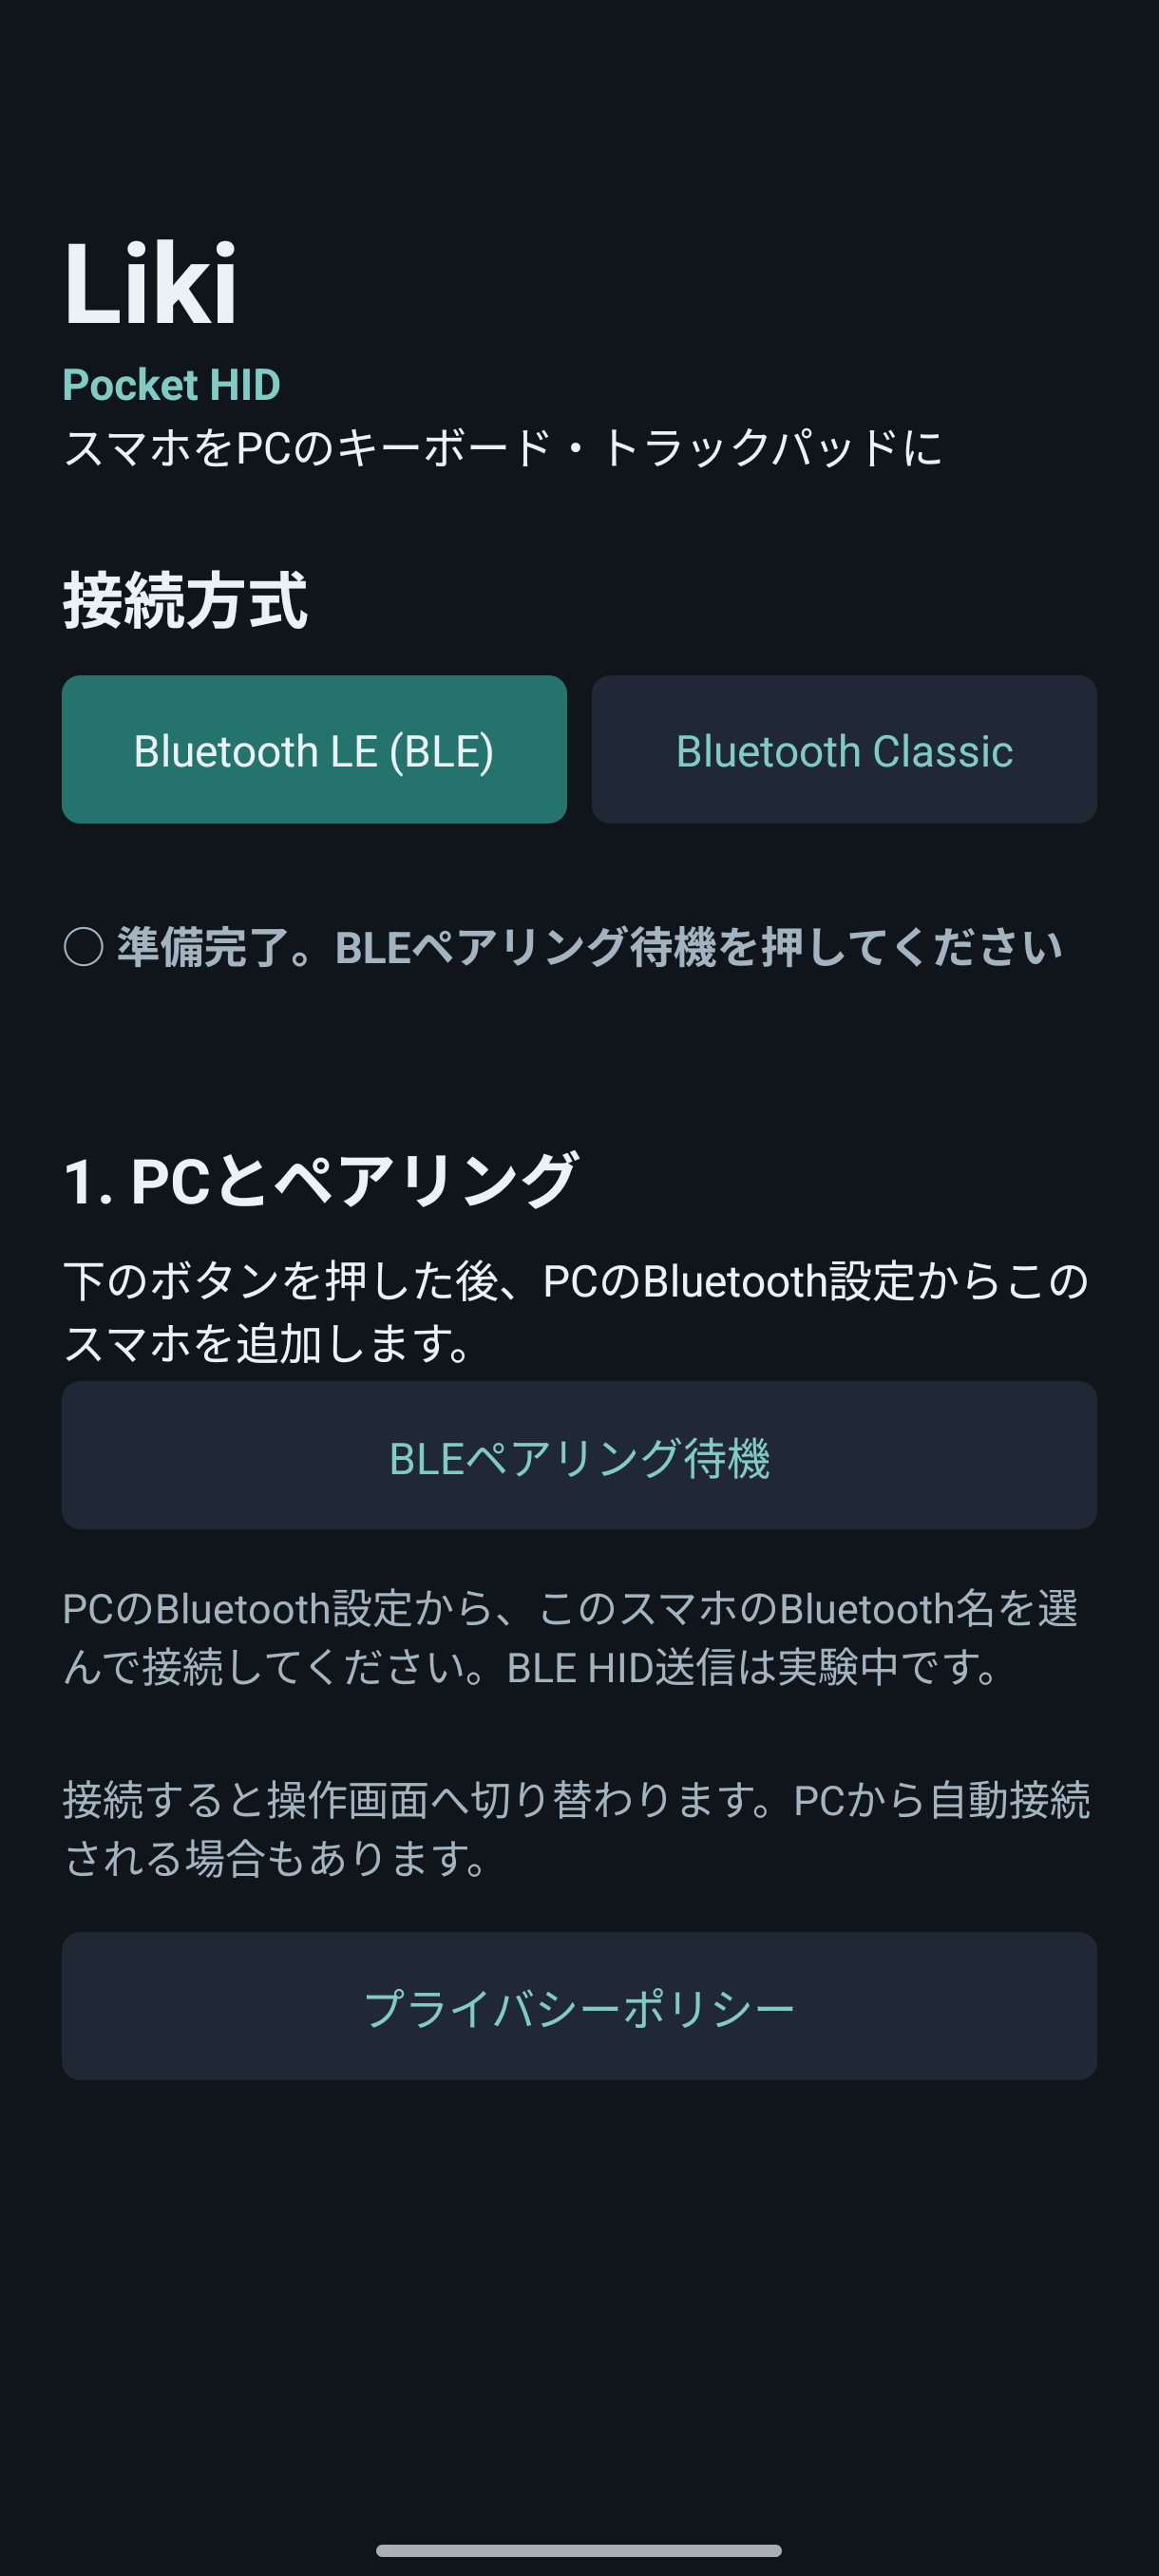 Liki
Pocket HID
スマホをPCのキーボード・トラックパッドに
接続方式
Bluetooth LE (BLE)
Bluetooth Classic
○ 準備完了。BLEペアリング待機を押してください
1. PCとペアリング
下のボタンを押した後、PCのBluetooth設定からこの
スマホを追加します。
BLEペアリング待機
PCのBluetooth設定から、このスマホのBluetooth名を選
んで接続してください。BLE HID送信は実験中です。
接続すると操作画面へ切り替わります。PCから自動接続
される場合もあります。
プライバシーポリシー